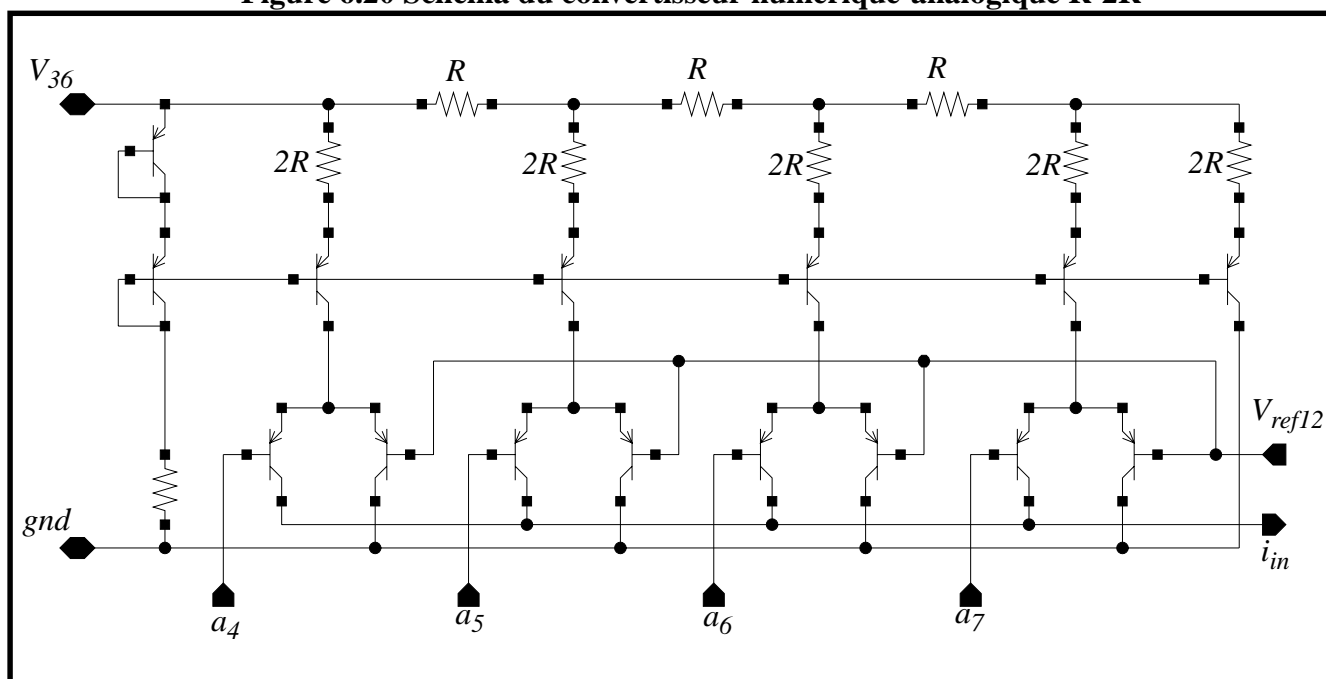 Figure 6.20 Schéma du convertisseur numérique-analogique R-2R
R R R
V36
2R 2R 2R 2R 2R
Vref12
gnd
iin
a4 a5 a6 a7